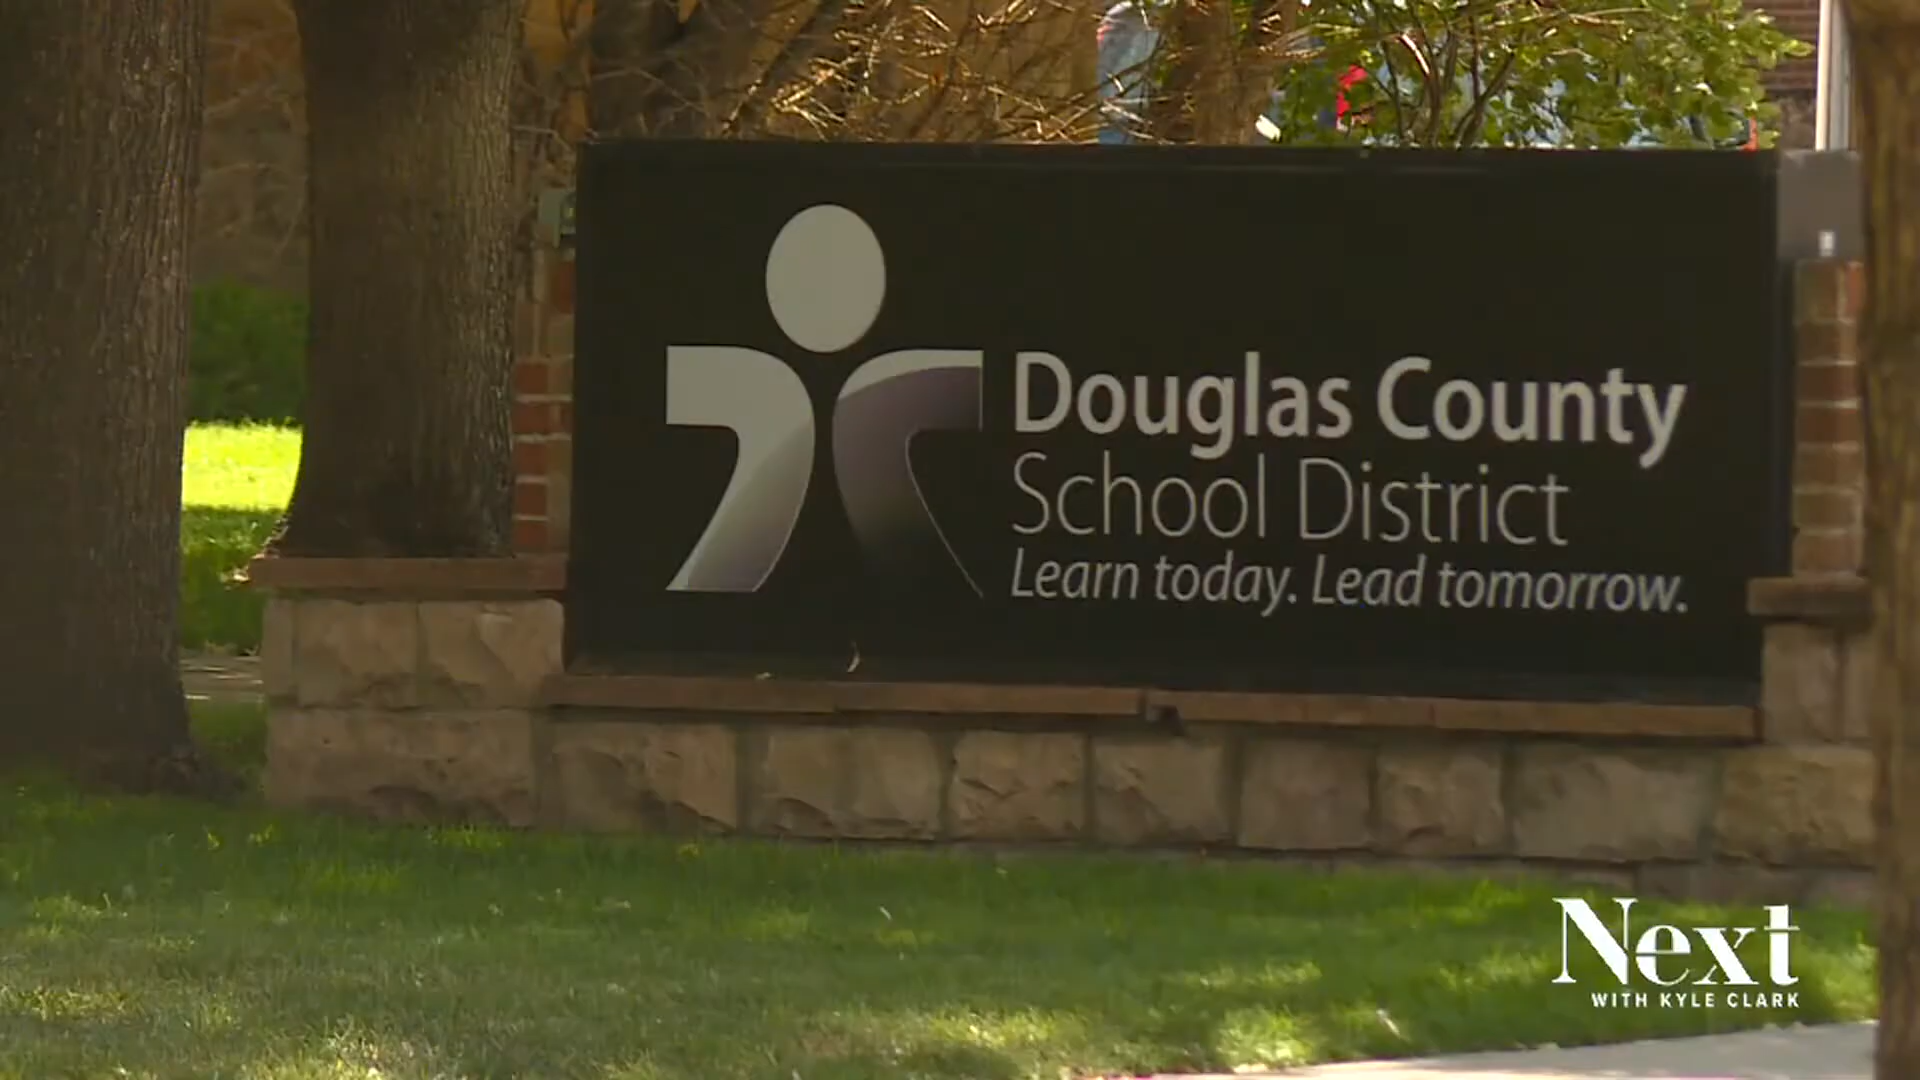 Douglas County
School District
Learn today. Lead tomorrow.
Next
WITH KYLE CLARK